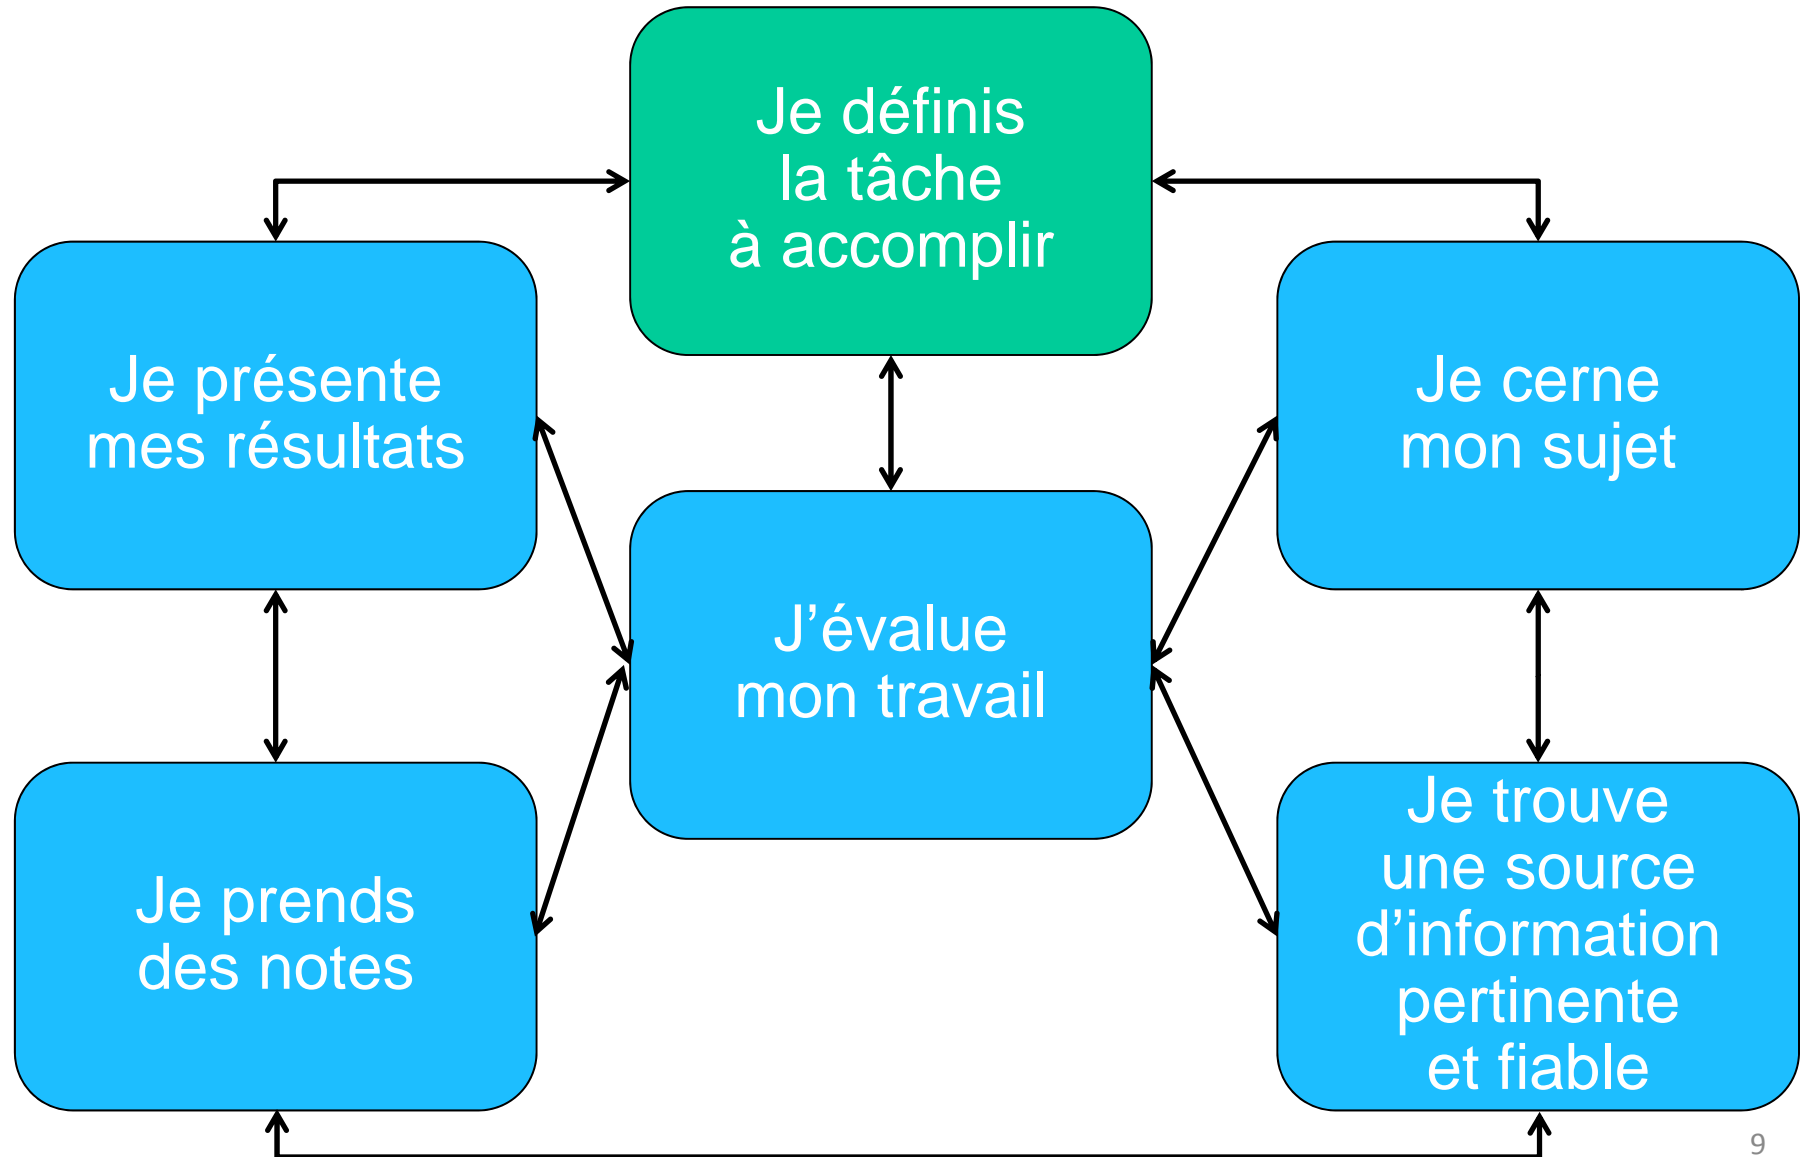 Je définis
la tâche
à accomplir
Je présente
mes résultats
Je cerne
mon sujet
J’évalue
mon travail
Je prends
des notes
Je trouve
une source
d’information
pertinente
et fiable
9